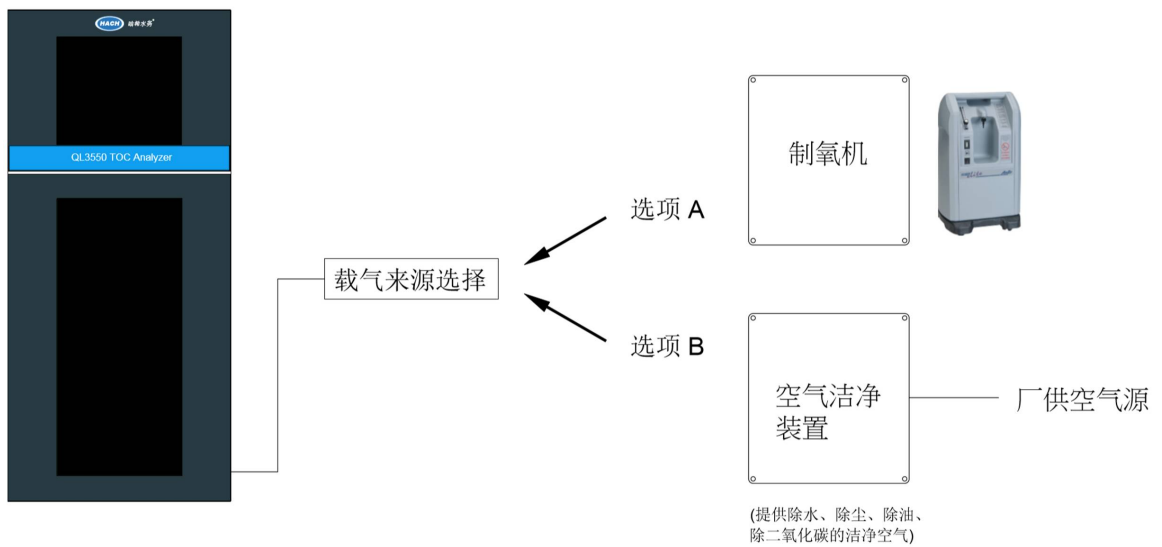 HACH 哈希水务
QL3550 TOC Analyzer
载气来源选择
选项 A
制氧机
选项 B
空气洁净
装置
厂供空气源
(提供除水、除尘、除油、
除二氧化碳的洁净空气)